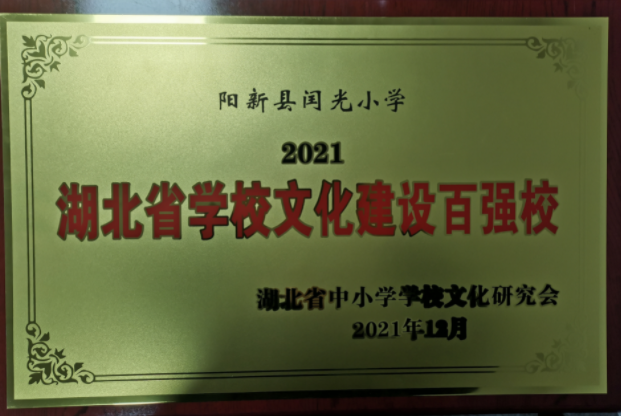 阳新县闰光小学
2021
湖北省学校文化建设百强校
湖北省中小学学校文化研究会
2021年12月